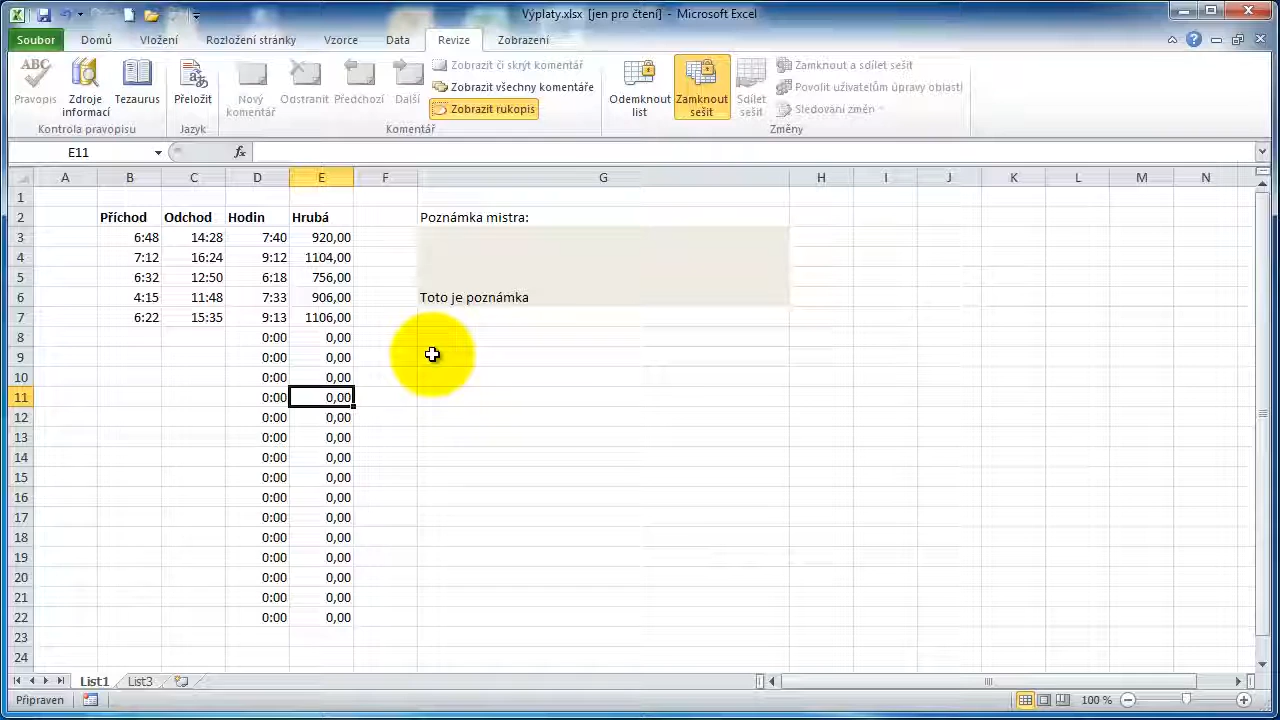 Výplaty.xlsx [jen pro čtení] - Microsoft Excel
Soubor Domů Vložení Rozložení stránky Vzorce Data Revize Zobrazení
ABC
Pravopis
Zdroje informací
Tezaurus
Kontrola pravopisu
Přeložit
Jazyk
Nový komentář
Odstranit
Předchozí
Další
Zobrazit či skrýt komentář
Zobrazit všechny komentáře
Zobrazit rukopis
Komentář
Odemknout list
Zamknout sešit
Sdílet sešit
Zamknout a sdílet sešit
Povolit uživatelům úpravy oblastí
Sledování změn
Změny
E11 fx
A B C D E F G H I J K L M N
1
2 Příchod Odchod Hodin Hrubá Poznámka mistra:
3 6:48 14:28 7:40 920,00
4 7:12 16:24 9:12 1104,00
5 6:32 12:50 6:18 756,00
6 4:15 11:48 7:33 906,00 Toto je poznámka
7 6:22 15:35 9:13 1106,00
8 0:00 0,00
9 0:00 0,00
10 0:00 0,00
11 0:00 0,00
12 0:00 0,00
13 0:00 0,00
14 0:00 0,00
15 0:00 0,00
16 0:00 0,00
17 0:00 0,00
18 0:00 0,00
19 0:00 0,00
20 0:00 0,00
21 0:00 0,00
22 0:00 0,00
23
24
List1 List3
Připraven 100 %